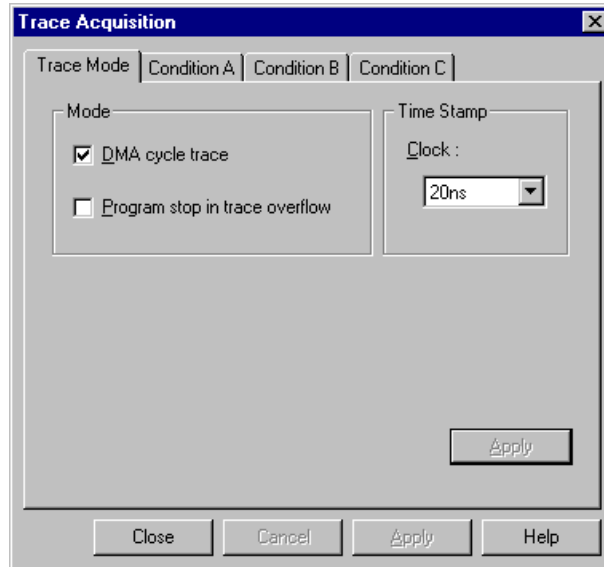 Trace Acquisition
Trace Mode Condition A Condition B Condition C
Mode
DMA cycle trace
Program stop in trace overflow
Time Stamp
Clock :
20ns
Apply
Close Cancel Apply Help